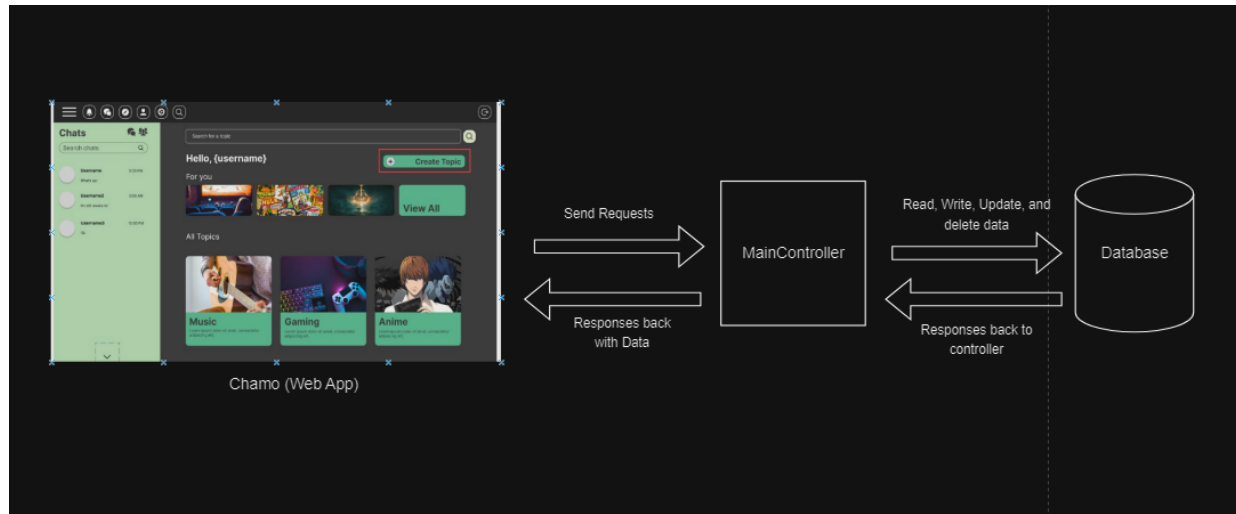 Chats
Search chats
Username
Usernamed
Usernamed
Search for a topic
Hello, {username}
Create Topic
For you
View All
All Topics
Music
Gaming
Anime
Chamo (Web App)
Send Requests
Responses back
with Data
MainController
Read, Write, Update, and
delete data
Responses back to
controller
Database